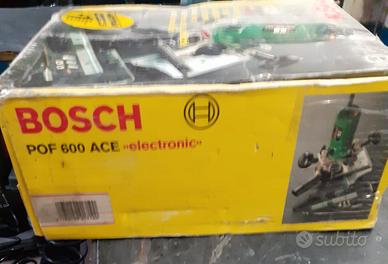 BOSCH
POF 600 ACE »electronic«
subito